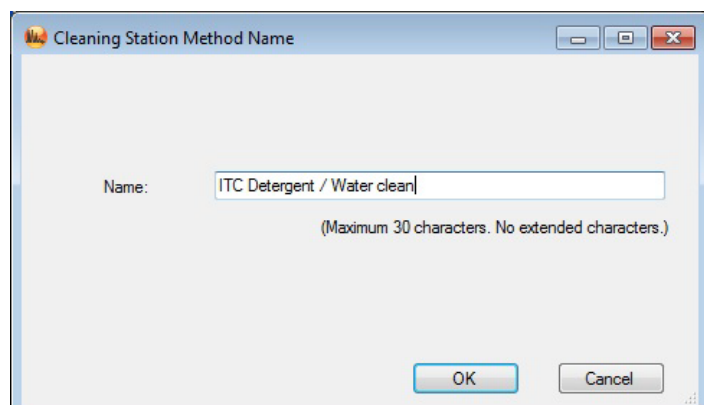 Cleaning Station Method Name
Name: ITC Detergent / Water clean
(Maximum 30 characters. No extended characters.)
OK Cancel